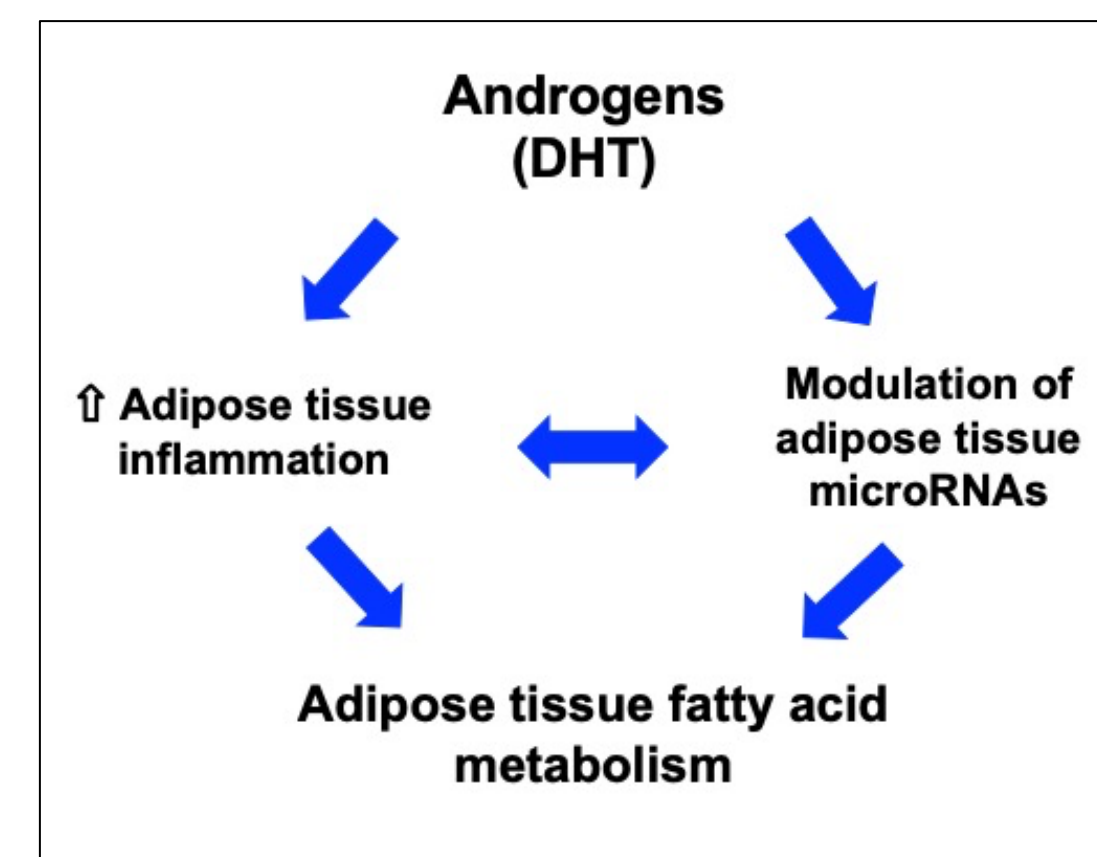 Androgens
(DHT)
⇧ Adipose tissue
inflammation
Modulation of
adipose tissue
microRNAs
Adipose tissue fatty acid
metabolism